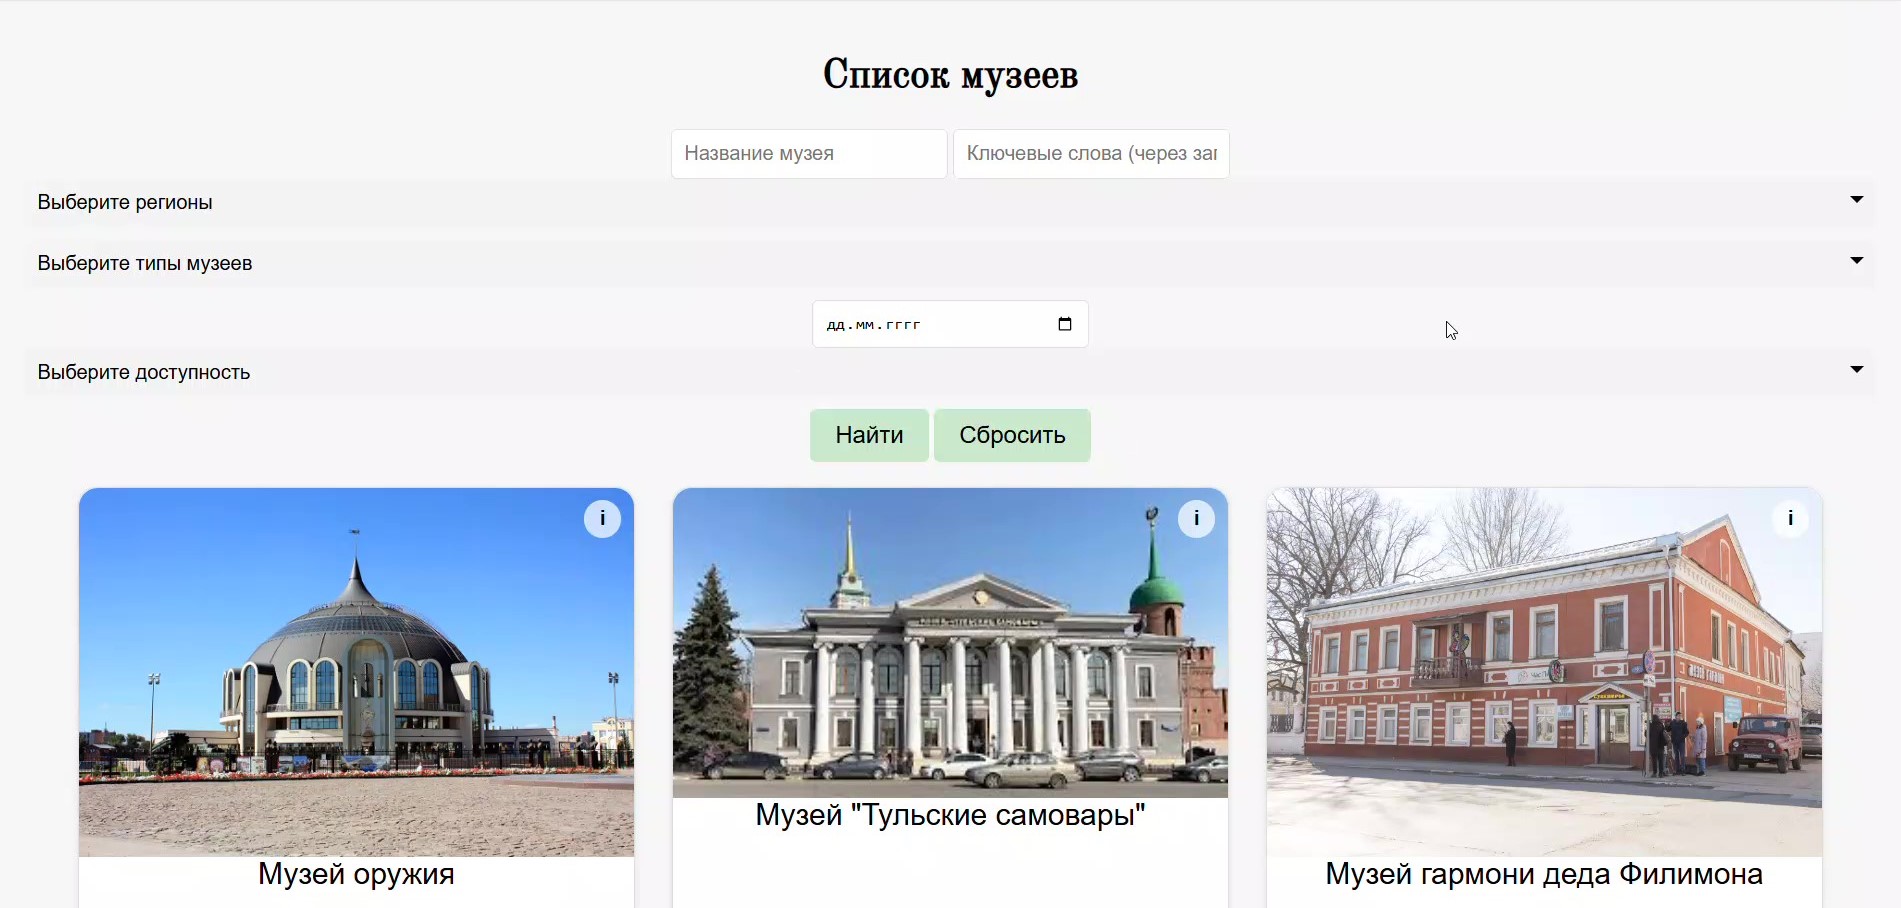 Список музеев
Название музея
Ключевые слова (через зап
Выберите регионы
Выберите типы музеев
дд.мм.гггг
Выберите доступность
Найти
Сбросить
i
i
i
Музей оружия
Музей "Тульские самовары"
Музей гармони деда Филимона